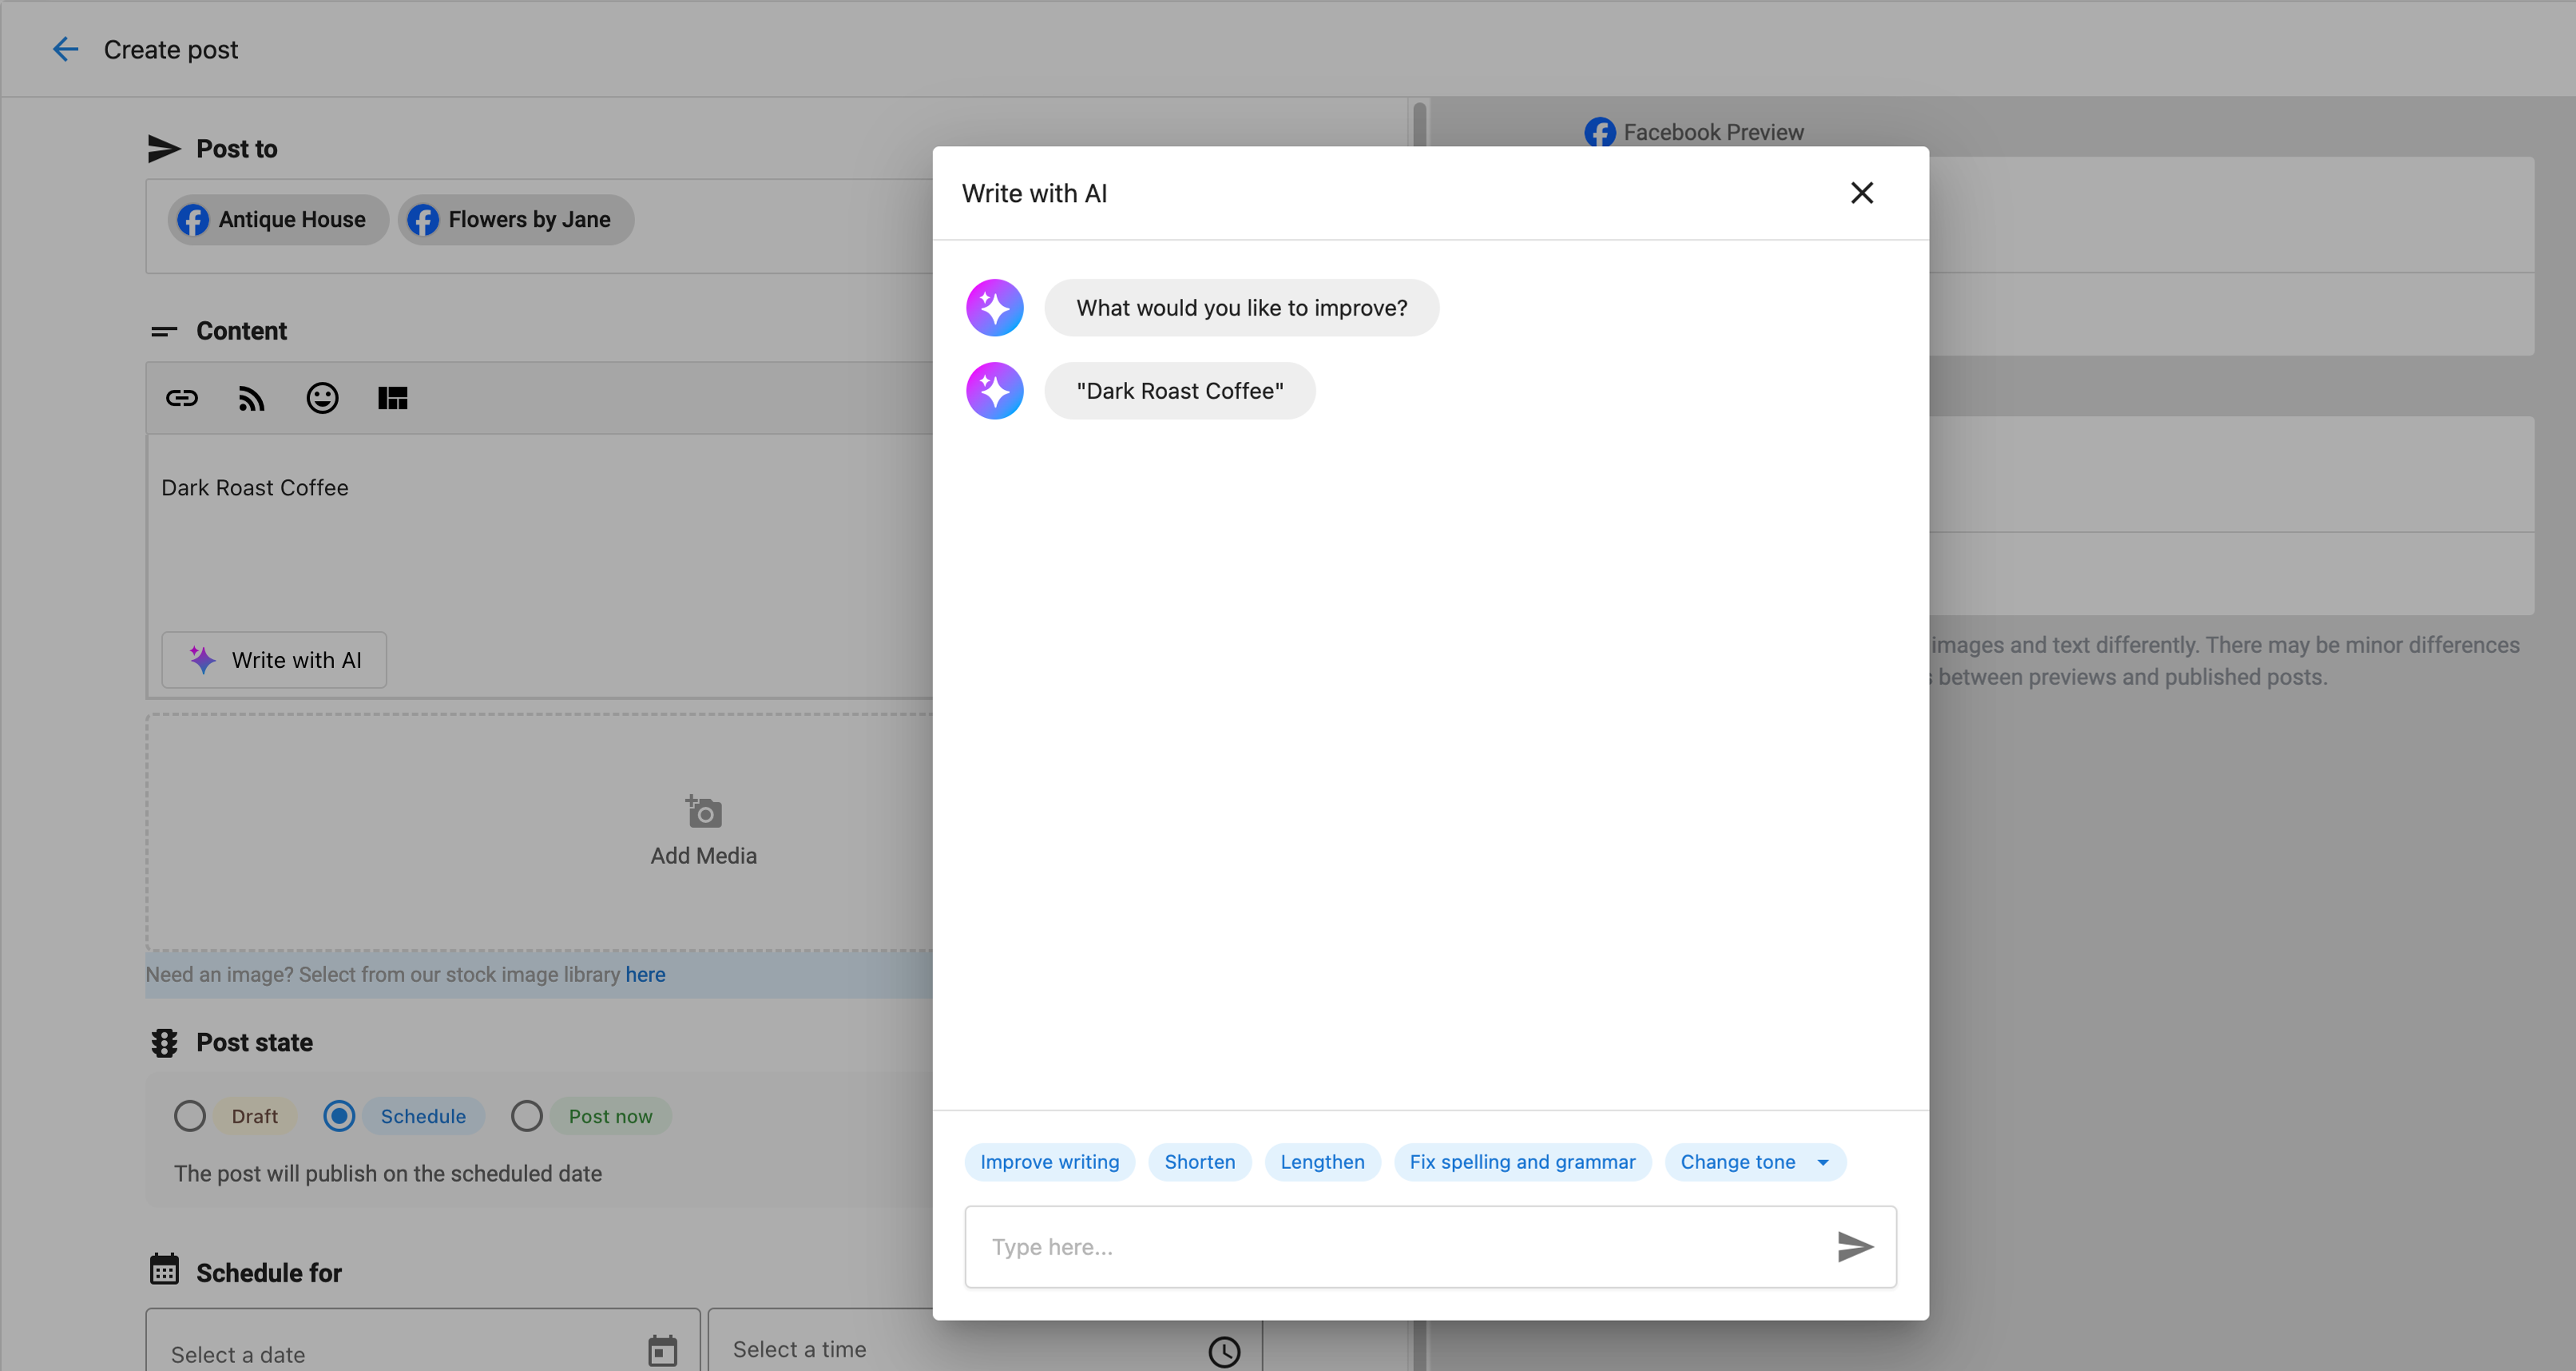 Create post
Post to
Antique House
Flowers by Jane
Content
Dark Roast Coffee
Write with AI
Add Media
Need an image? Select from our stock image library here
Post state
Draft
Schedule
Post now
The post will publish on the scheduled date
Schedule for
Select a date
Select a time
Facebook Preview
images and text differently. There may be minor differences
between previews and published posts.
Write with AI
What would you like to improve?
"Dark Roast Coffee"
Improve writing
Shorten
Lengthen
Fix spelling and grammar
Change tone
Type here...